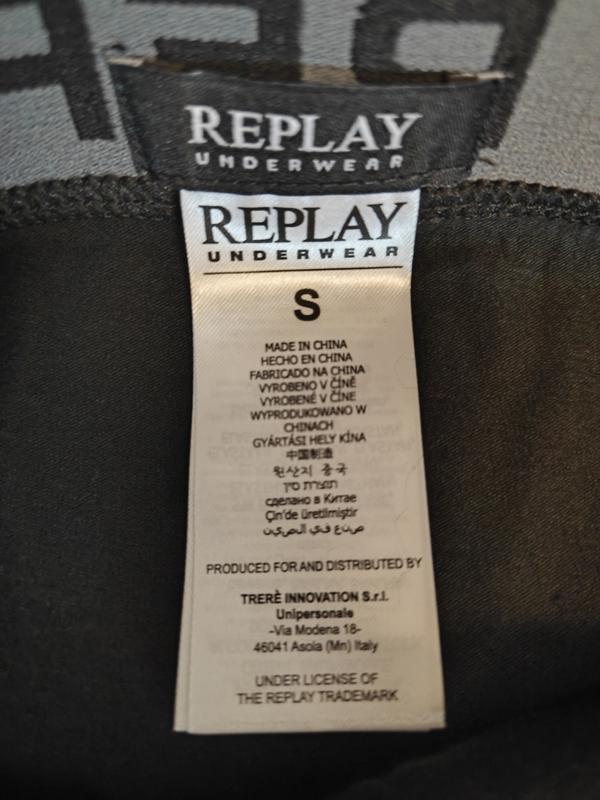 REPLAY
UNDERWEAR
REPLAY
UNDERWEAR
S
MADE IN CHINA
HECHO EN CHINA
FABRICADO NA CHINA
VYROBENO V ČÍNĚ
VYROBENÉ V ČÍNE
WYPRODUKOWANO W
CHINACH
GYÁRTÁSI HELY KÍNA
中国制造
원산지 중국
תוצרת סין
сделано в Китае
Çin'de üretilmiştir
صنع في الصين
PRODUCED FOR AND DISTRIBUTED BY
TRERÈ INNOVATION S.r.l.
Unipersonale
-Via Modena 18-
46041 Asola (Mn) Italy
UNDER LICENSE OF
THE REPLAY TRADEMARK